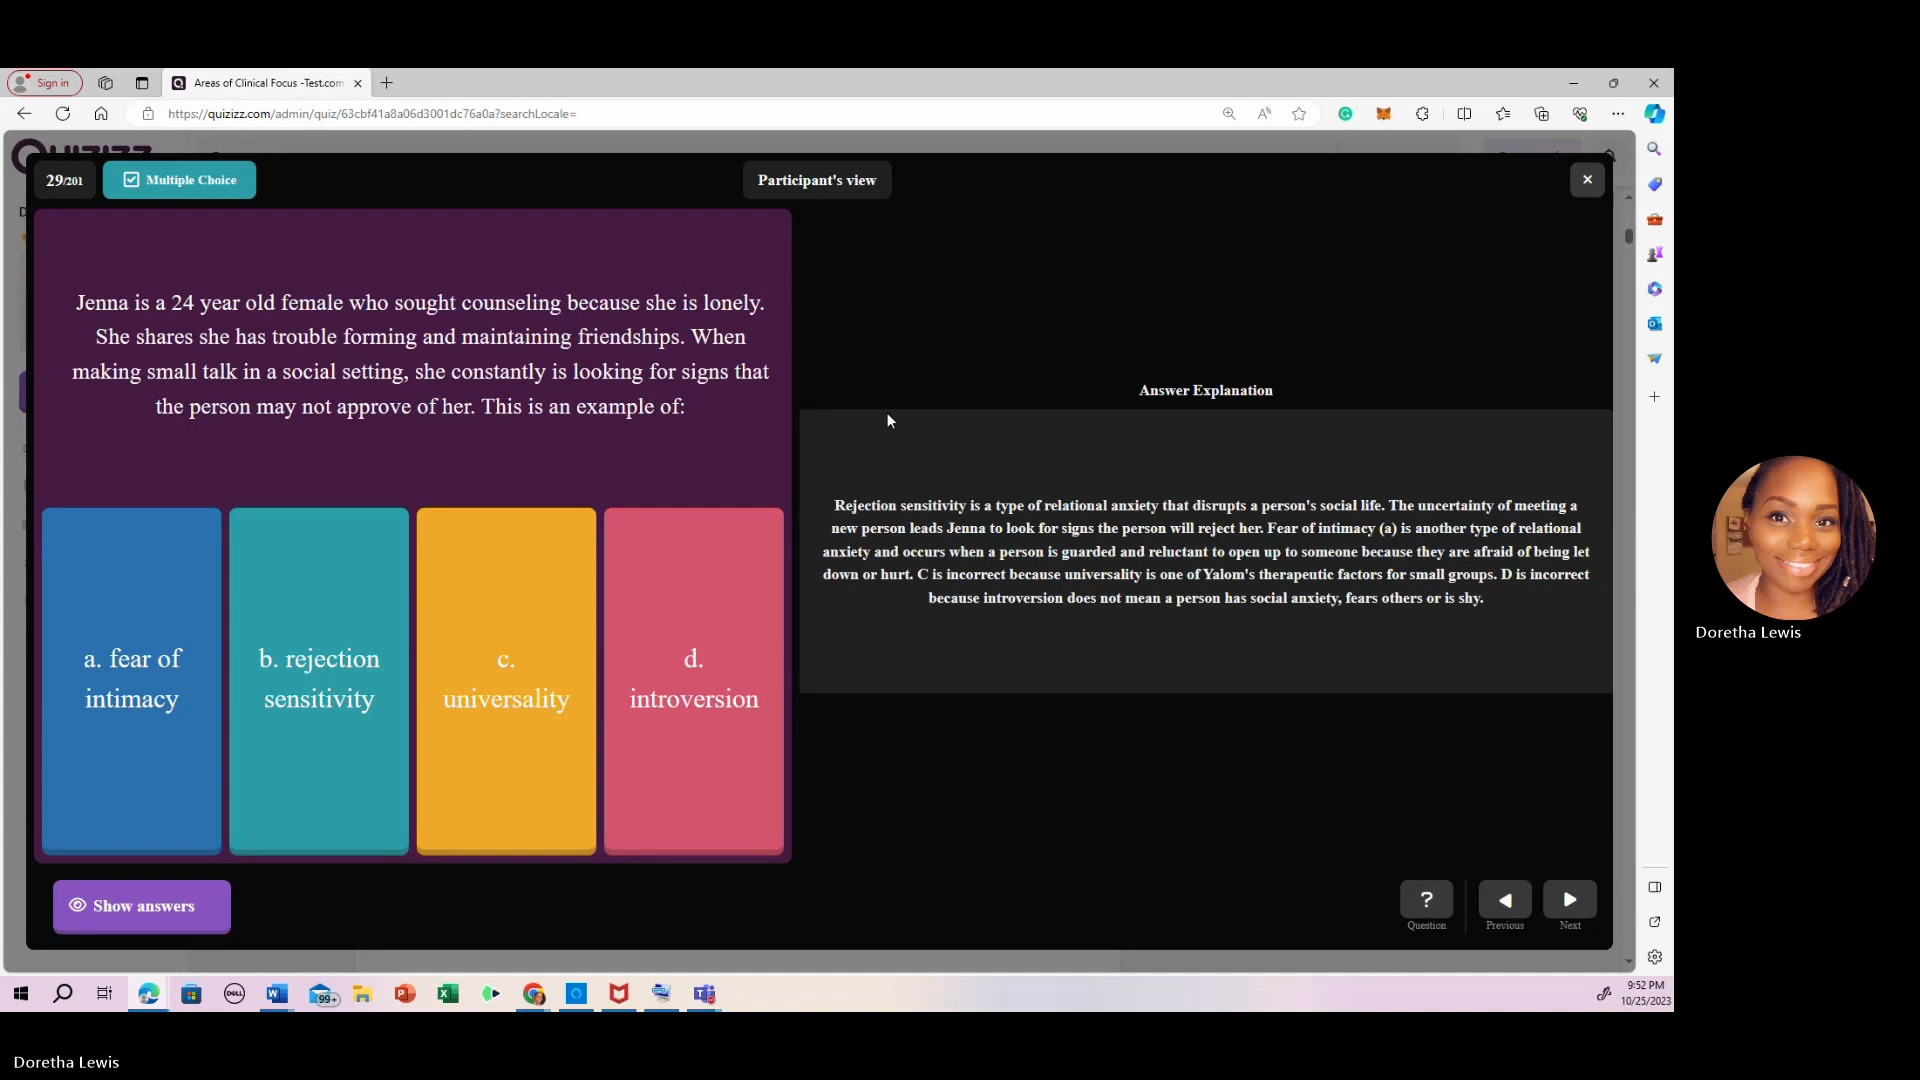 Sign in
Areas of Clinical Focus -Test.com
https://quizizz.com/admin/quiz/63cbf41a8a06d3001dc76a0a?searchLocale=
29/201
Multiple Choice
Participant's view
Jenna is a 24 year old female who sought counseling because she is lonely.
She shares she has trouble forming and maintaining friendships. When
making small talk in a social setting, she constantly is looking for signs that
the person may not approve of her. This is an example of:
a. fear of
intimacy
b. rejection
sensitivity
c.
universality
d.
introversion
Answer Explanation
Rejection sensitivity is a type of relational anxiety that disrupts a person's social life. The uncertainty of meeting a
new person leads Jenna to look for signs the person will reject her. Fear of intimacy (a) is another type of relational
anxiety and occurs when a person is guarded and reluctant to open up to someone because they are afraid of being let
down or hurt. C is incorrect because universality is one of Yalom's therapeutic factors for small groups. D is incorrect
because introversion does not mean a person has social anxiety, fears others or is shy.
Show answers
?
Question
Previous
Next
DELL
99+
9:52 PM
10/25/2023
Doretha Lewis
Doretha Lewis